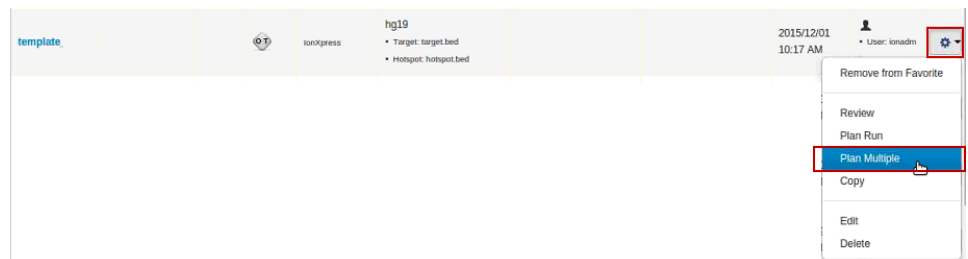 template_
OT
IonXpress
hg19
• Target: target.bed
• Hotspot: hotspot.bed
2015/12/01
10:17 AM
• User: ionadm
Remove from Favorite
Review
Plan Run
Plan Multiple
Copy
Edit
Delete